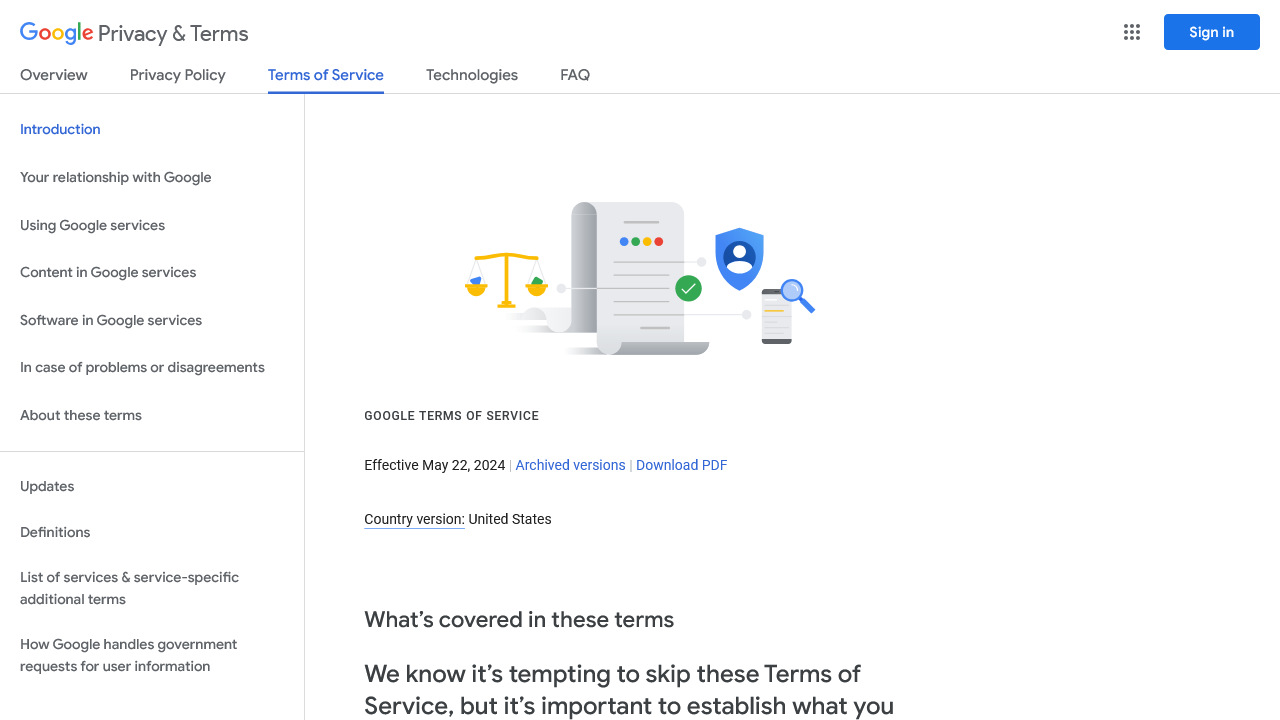 Google Privacy & Terms
Sign in
Overview
Privacy Policy
Terms of Service
Technologies
FAQ
Introduction
Your relationship with Google
Using Google services
Content in Google services
Software in Google services
In case of problems or disagreements
About these terms
Updates
Definitions
List of services & service-specific
additional terms
How Google handles government
requests for user information
GOOGLE TERMS OF SERVICE
Effective May 22, 2024 | Archived versions | Download PDF
Country version: United States
What’s covered in these terms
We know it’s tempting to skip these Terms of
Service, but it’s important to establish what you